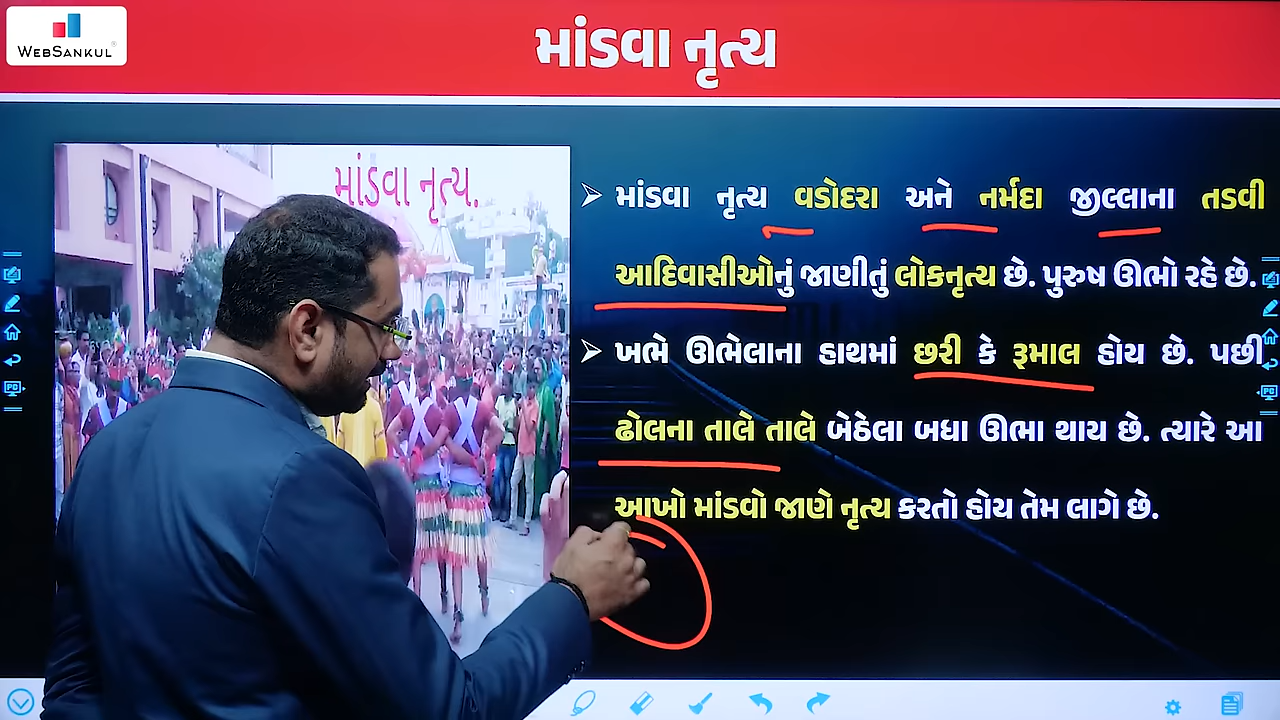 WEBSANKUL
માંડવા નૃત્ય
માંડવા નૃત્ય.
➢ માંડવા નૃત્ય વડોદરા અને નર્મદા જીલ્લાના તડવી
આદિવાસીઓનું જાણીતું લોકનૃત્ય છે. પુરુષ ઊભો રહે છે.
➢ ખભે ઊભેલાના હાથમાં છરી કે રૂમાલ હોય છે. પછી
ઢોલના તાલે તાલે બેઠેલા બધા ઊભા થાય છે. ત્યારે આ
આખો માંડવો જાણે નૃત્ય કરતો હોય તેમ લાગે છે.